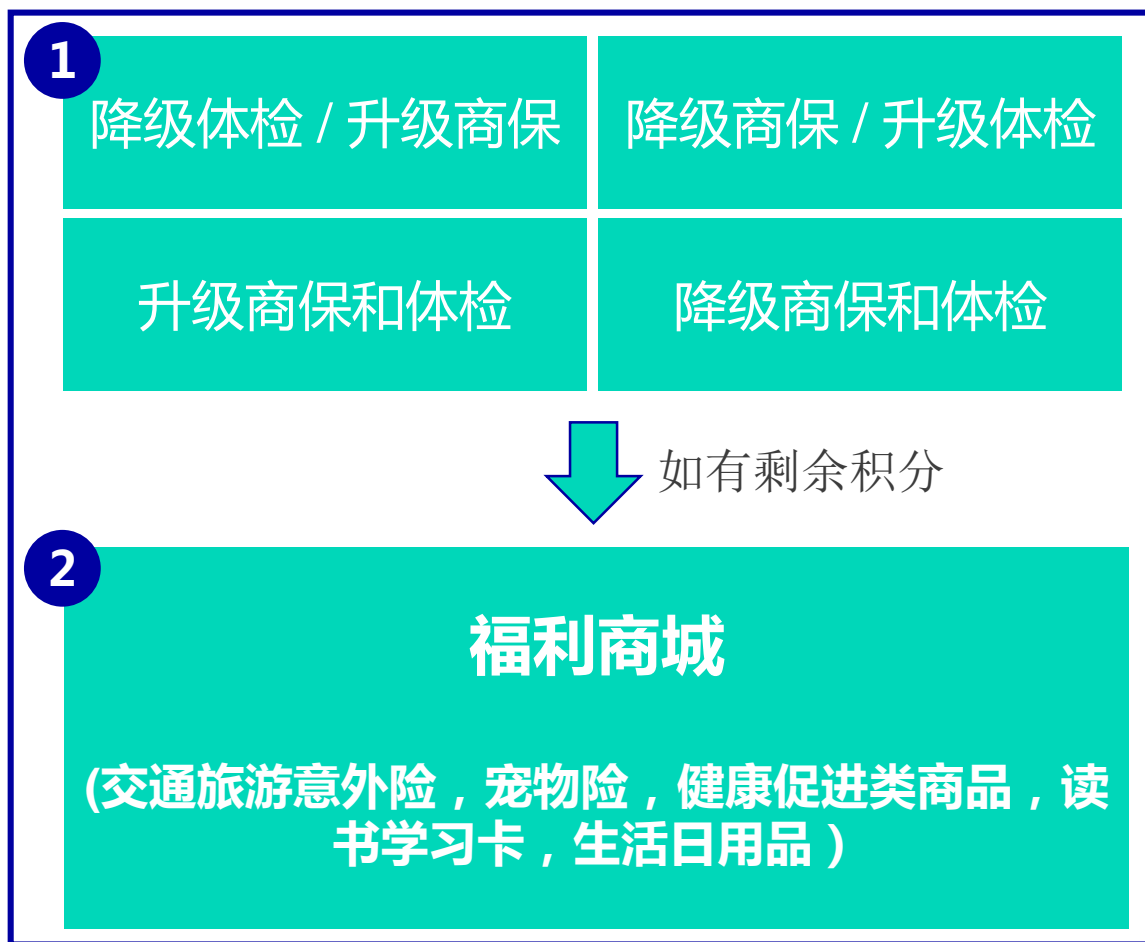 1
降级体检 / 升级商保
降级商保 / 升级体检
升级商保和体检
降级商保和体检
如有剩余积分
2
福利商城
(交通旅游意外险，宠物险，健康促进类商品，读
书学习卡，生活日用品）